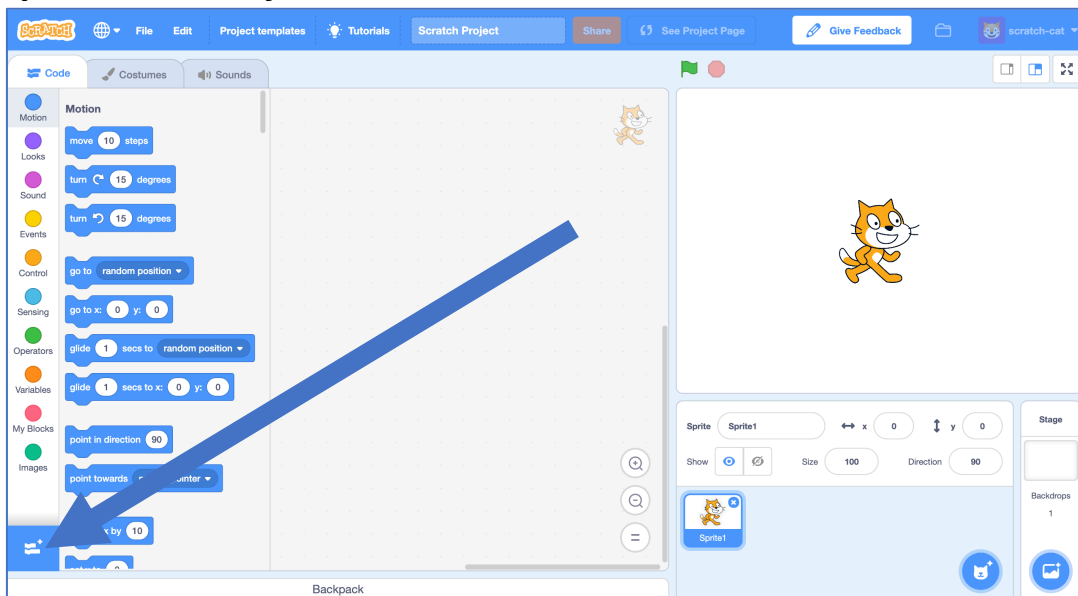 SCRATCH File Edit Project templates Tutorials Scratch Project Share See Project Page Give Feedback scratch-cat
Code Costumes Sounds
Motion
Looks
Sound
Events
Control
Sensing
Operators
Variables
My Blocks
Images
Motion
move 10 steps
turn 15 degrees
turn 15 degrees
go to random position
go to x: 0 y: 0
glide 1 secs to random position
glide 1 secs to x: 0 y: 0
point in direction 90
point towards
x by 10
Backpack
Sprite Sprite1 x 0 y 0
Show Size 100 Direction 90
Sprite1
Stage
Backdrops
1